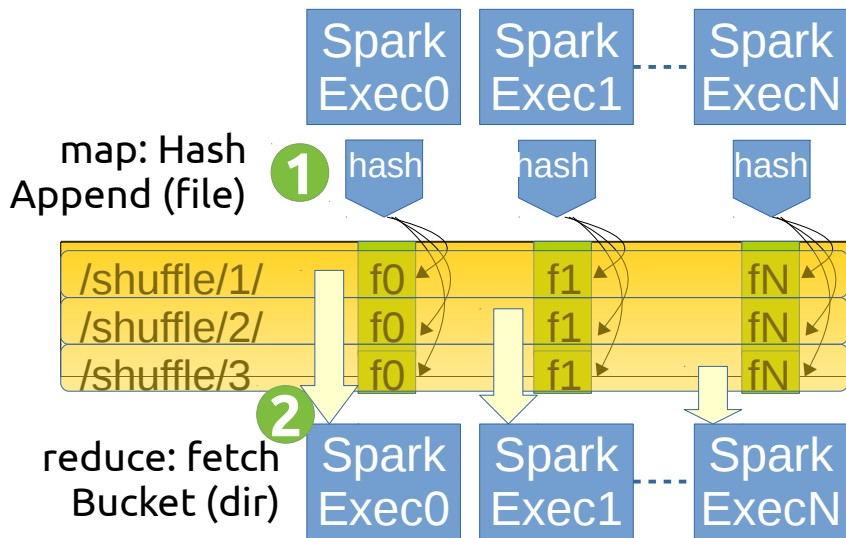 Spark Exec0
Spark Exec1
Spark ExecN
map: Hash
Append (file)
1
hash
hash
hash
/shuffle/1/ f0 f1 fN
/shuffle/2/ f0 f1 fN
/shuffle/3 f0 f1 fN
2
reduce: fetch
Bucket (dir)
Spark Exec0
Spark Exec1
Spark ExecN